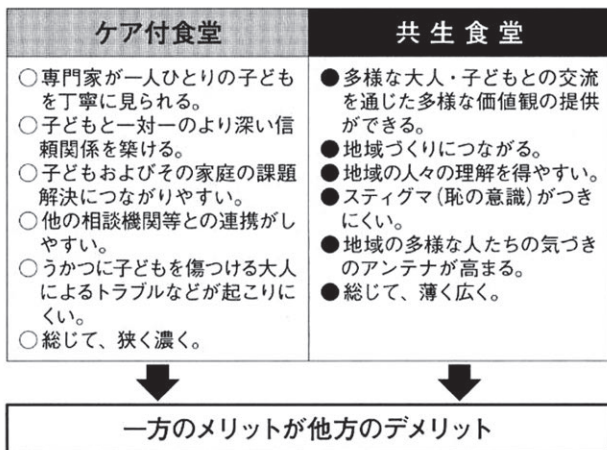 ケア付食堂
○専門家が一人ひとりの子ども
を丁寧に見られる。
○子どもと一対一のより深い信
頼関係を築ける。
○子どもおよびその家庭の課題
解決につながりやすい。
○他の相談機関等との連携がし
やすい。
○うかつに子どもを傷つける大人
によるトラブルなどが起こりに
くい。
○総じて、狭く濃く。
共生食堂
●多様な大人・子どもとの交流
を通じた多様な価値観の提供
ができる。
●地域づくりにつながる。
●地域の人々の理解を得やすい。
●スティグマ(恥の意識)がつき
にくい。
●地域の多様な人たちの気づき
のアンテナが高まる。
●総じて、薄く広く。
一方のメリットが他方のデメリット